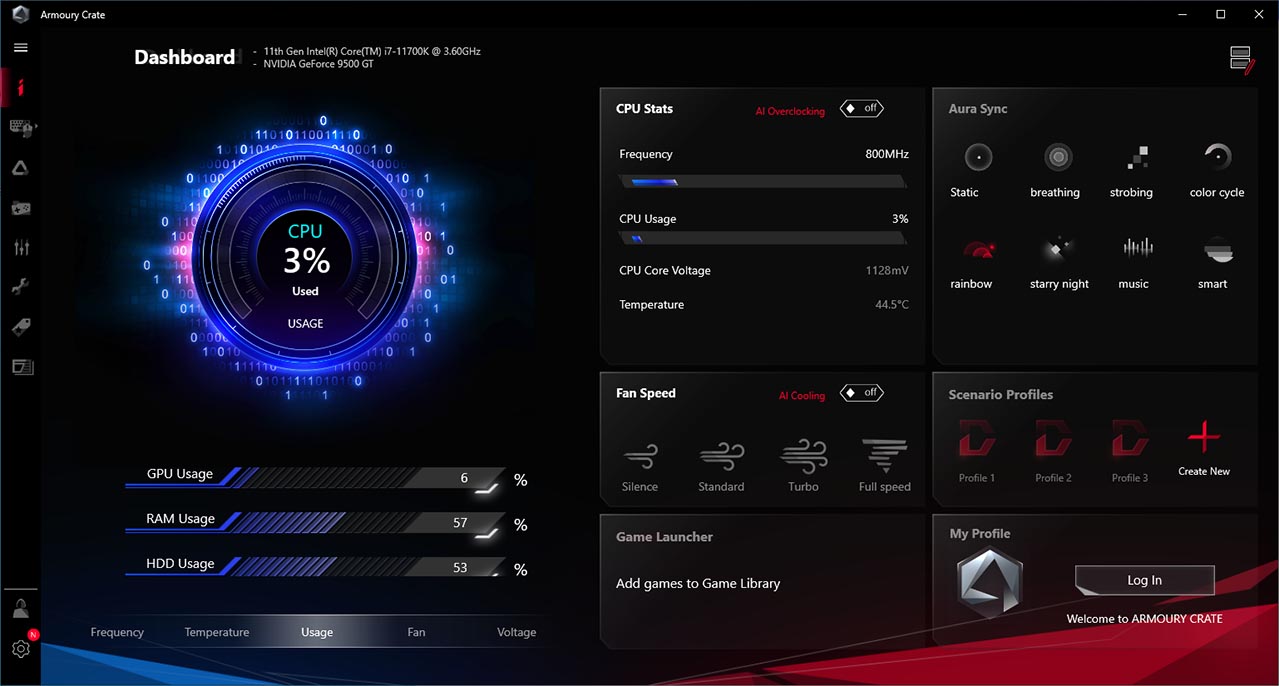 Armoury Crate
Dashboard
- 11th Gen Intel(R) Core(TM) i7-11700K @ 3.60GHz
- NVIDIA GeForce 9500 GT
CPU
3%
Used
USAGE
GPU Usage 6 %
RAM Usage 57 %
HDD Usage 53 %
Frequency Temperature Usage Fan Voltage
CPU Stats AI Overclocking off
Frequency 800MHz
CPU Usage 3%
CPU Core Voltage 1128mV
Temperature 44.5°C
Aura Sync
Static breathing strobing color cycle
rainbow starry night music smart
Fan Speed AI Cooling off
Silence Standard Turbo Full speed
Scenario Profiles
Profile 1 Profile 2 Profile 3 Create New
Game Launcher
Add games to Game Library
My Profile
Log In
Welcome to ARMOURY CRATE
N